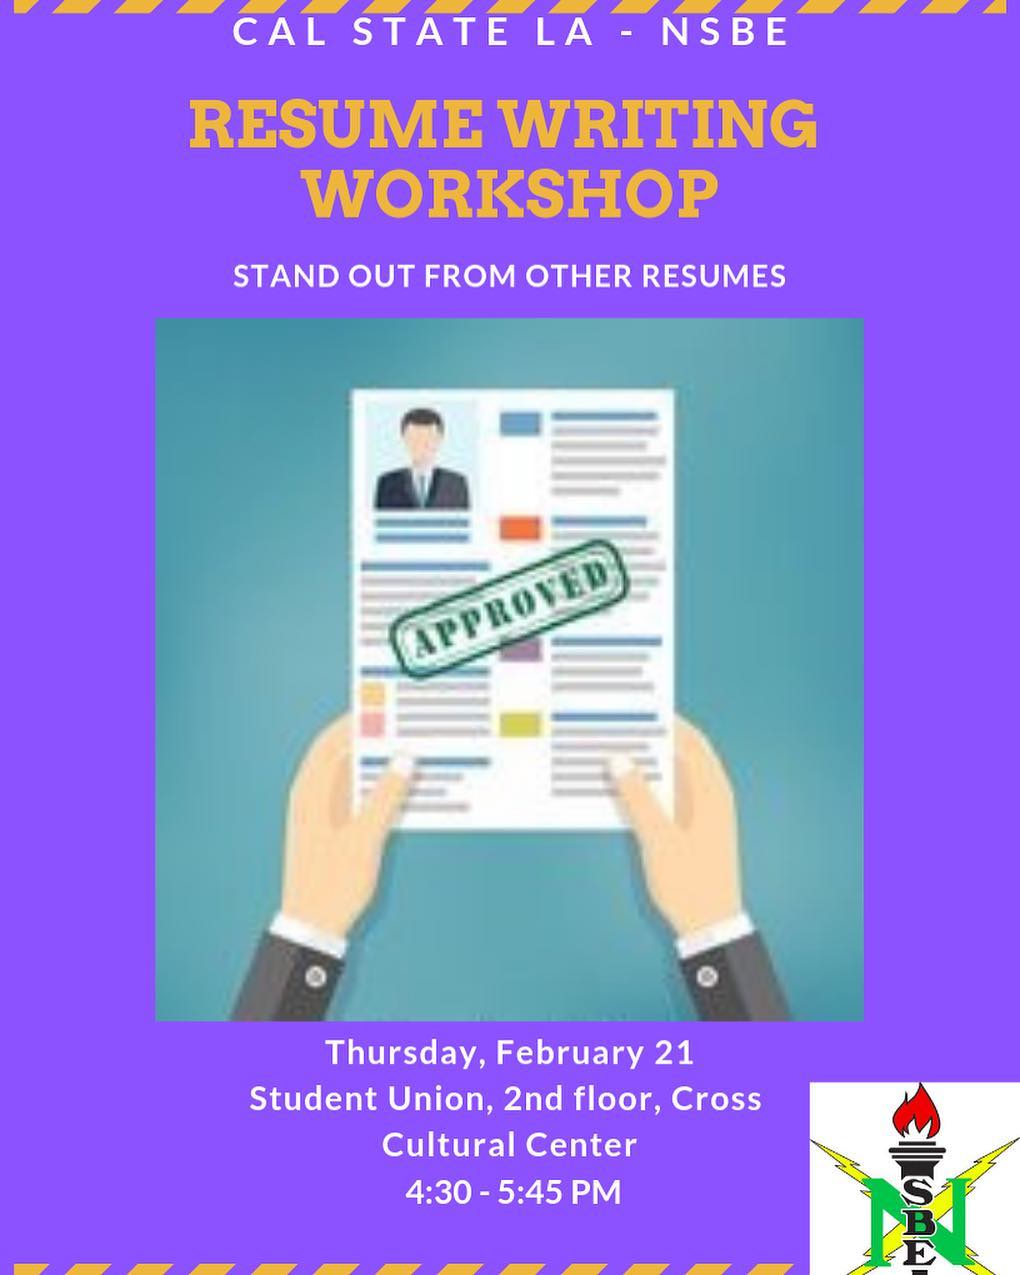 CAL STATE LA - NSBE
RESUME WRITING
WORKSHOP
STAND OUT FROM OTHER RESUMES
APPROVED
Thursday, February 21
Student Union, 2nd floor, Cross
Cultural Center
4:30 - 5:45 PM
NSBE